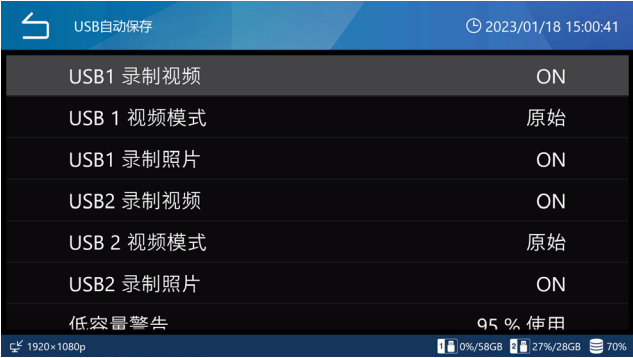 USB自动保存 2023/01/18 15:00:41
USB1 录制视频 ON
USB 1 视频模式 原始
USB1 录制照片 ON
USB2 录制视频 ON
USB 2 视频模式 原始
USB2 录制照片 ON
低容量警告 95 % 使用
1920×1080p 1 0%/58GB 2 27%/28GB 70%